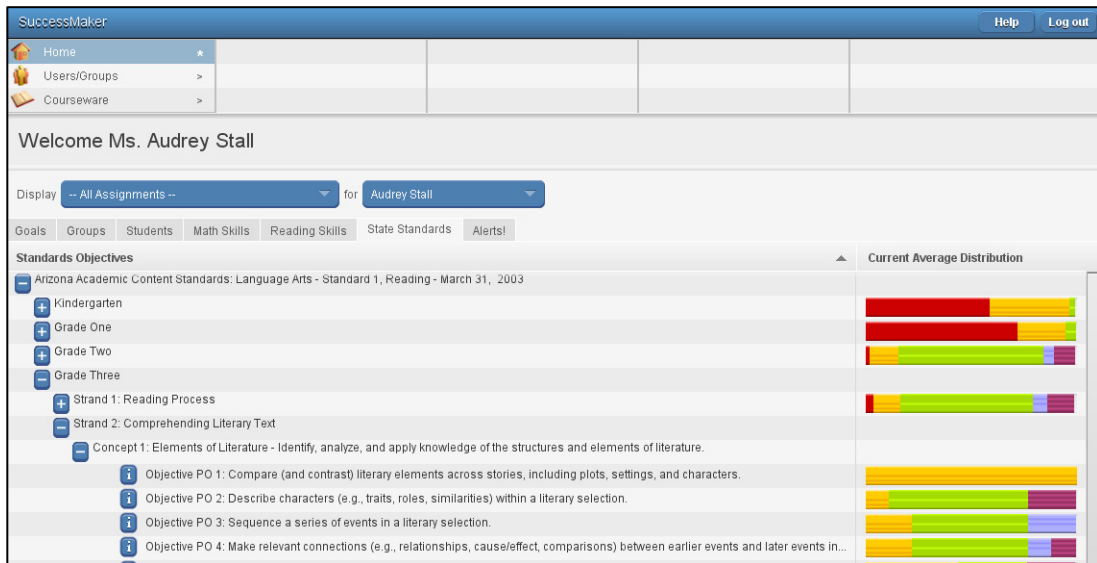 SuccessMaker Help Log out
Home *
Users/Groups >
Courseware >
Welcome Ms. Audrey Stall
Display -- All Assignments -- for Audrey Stall
Goals Groups Students Math Skills Reading Skills State Standards Alerts!
Standards Objectives Current Average Distribution
Arizona Academic Content Standards: Language Arts - Standard 1, Reading - March 31, 2003
Kindergarten
Grade One
Grade Two
Grade Three
Strand 1: Reading Process
Strand 2: Comprehending Literary Text
Concept 1: Elements of Literature - Identify, analyze, and apply knowledge of the structures and elements of literature.
Objective PO 1: Compare (and contrast) literary elements across stories, including plots, settings, and characters.
Objective PO 2: Describe characters (e.g., traits, roles, similarities) within a literary selection.
Objective PO 3: Sequence a series of events in a literary selection.
Objective PO 4: Make relevant connections (e.g., relationships, cause/effect, comparisons) between earlier events and later events in...